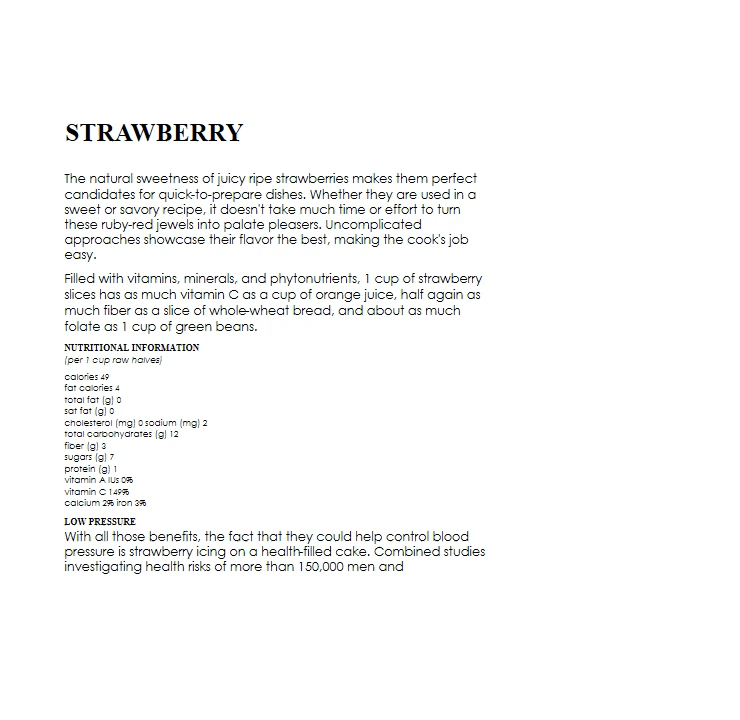 STRAWBERRY
The natural sweetness of juicy ripe strawberries makes them perfect
candidates for quick-to-prepare dishes. Whether they are used in a
sweet or savory recipe, it doesn't take much time or effort to turn
these ruby-red jewels into palate pleasers. Uncomplicated
approaches showcase their flavor the best, making the cook's job
easy.
Filled with vitamins, minerals, and phytonutrients, 1 cup of strawberry
slices has as much vitamin C as a cup of orange juice, half again as
much fiber as a slice of whole-wheat bread, and about as much
folate as 1 cup of green beans.
NUTRITIONAL INFORMATION
(per 1 cup raw halves)
calories 49
fat calories 4
total fat (g) 0
sat fat (g) 0
cholesterol (mg) 0 sodium (mg) 2
total carbohydrates (g) 12
fiber (g) 3
sugars (g) 7
protein (g) 1
vitamin A IUs 0%
vitamin C 149%
calcium 2% iron 3%
LOW PRESSURE
With all those benefits, the fact that they could help control blood
pressure is strawberry icing on a health-filled cake. Combined studies
investigating health risks of more than 150,000 men and